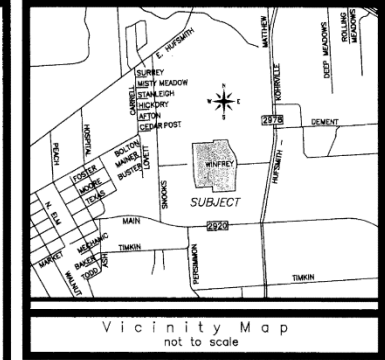 E. HUFSMITH
MATTHEW
KOHRVILLE
DEEP MEADOWS
ROLLING
MEADOWS
N
W
E
S
SURREY
MISTY MEADOW
STANLEIGH
HICKORY
AFTON
CEDAR POST
CARRELL
LOVETT
PEACH
HOSPITAL
BOLTON
MAINER
BUSTER
2978
DEMENT
HUFSMITH -
WINFREY
SUBJECT
FOSTER
MOORE
TEXAS
SNOOKS
N. ELM
MAIN
2920
MECHANIC
TIMKIN
TIMKIN
MARKET
BAKER
TODD
ASH
WALNUT
PERSIMMON
Vicinity Map
not to scale